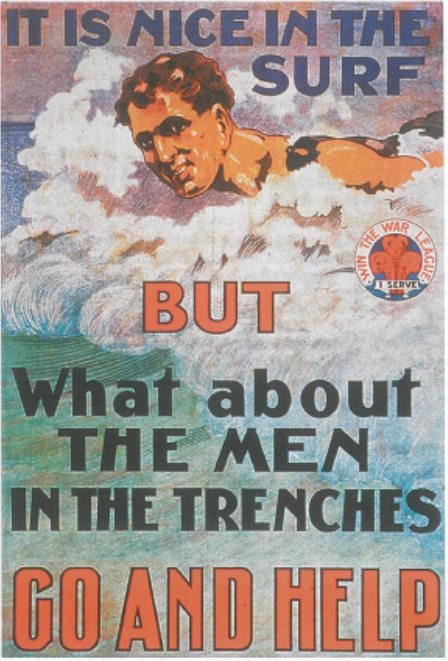 IT IS NICE IN THE
SURF
WIN THE WAR LEAGUE
I SERVE
BUT
What about
THE MEN
IN THE TRENCHES
GO AND HELP